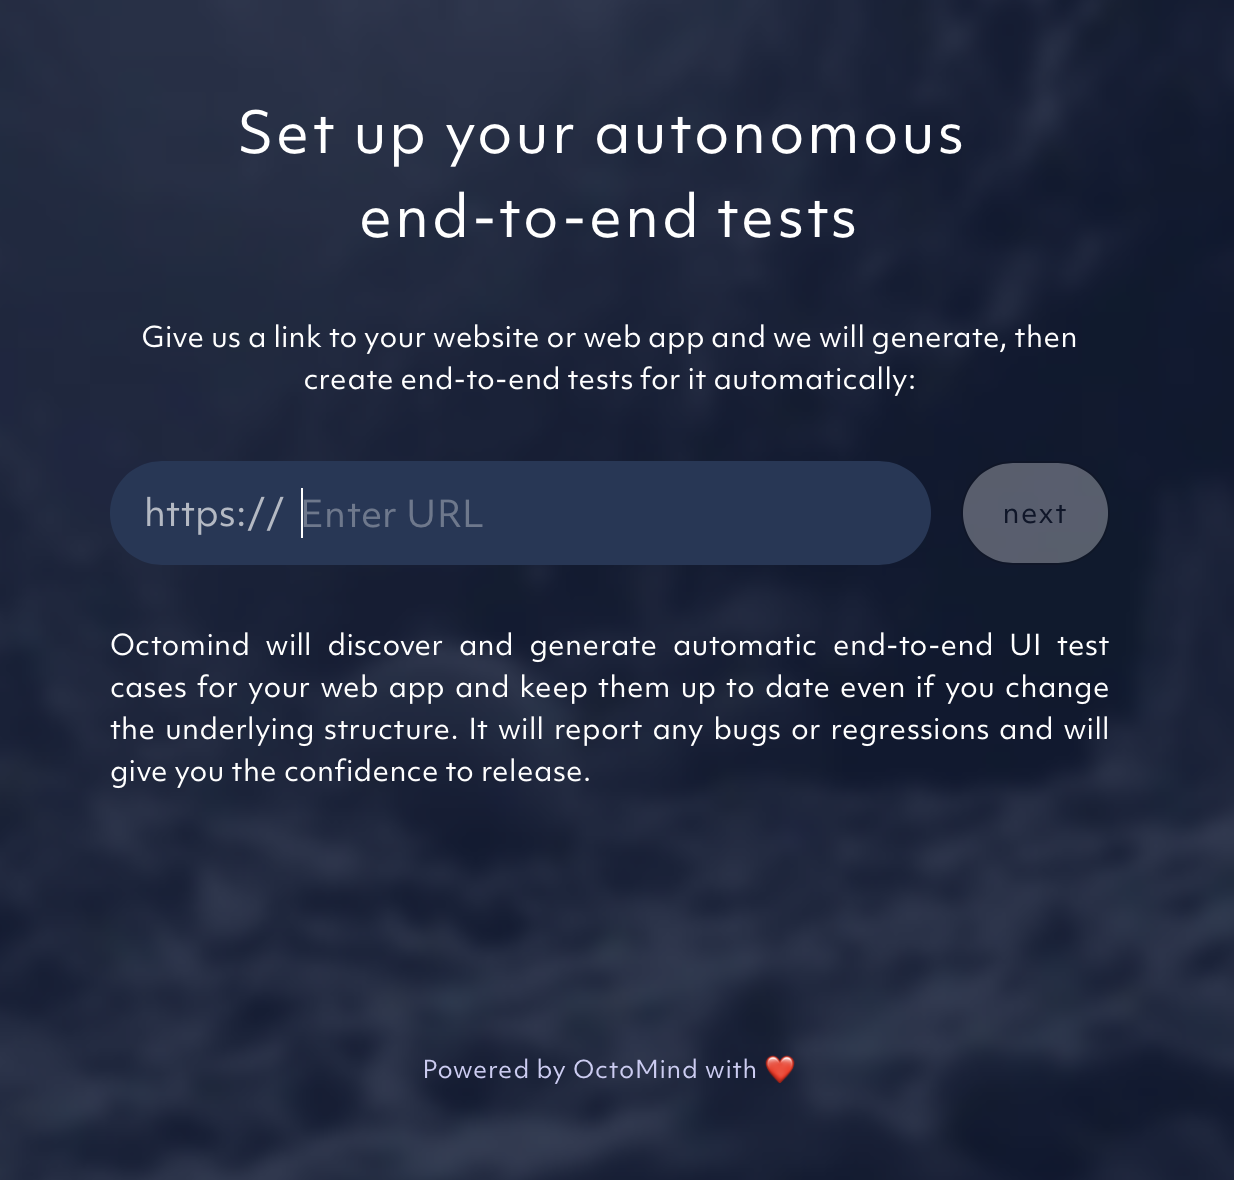 Set up your autonomous
end-to-end tests
Give us a link to your website or web app and we will generate, then
create end-to-end tests for it automatically:
https:// Enter URL
next
Octomind will discover and generate automatic end-to-end UI test
cases for your web app and keep them up to date even if you change
the underlying structure. It will report any bugs or regressions and will
give you the confidence to release.
Powered by OctoMind with ❤️